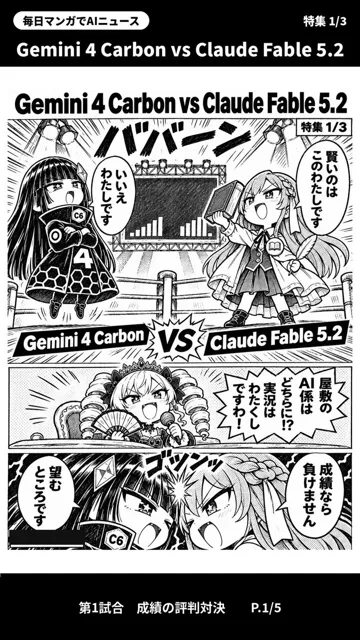 毎日マンガでAIニュース
特集 1/3
Gemini 4 Carbon vs Claude Fable 5.2
Gemini 4 Carbon vs Claude Fable 5.2
特集 1/3
ババーン
賢いのは
このわたしです
いいえ
わたしです
C6
4
Gemini 4 Carbon
VS
Claude Fable 5.2
屋敷の
AI係は
どちらに!?
実況は
わたくし
ですわ!
ゴツンッ
成績なら
負けません
望む
ところです
C6
第1試合 成績の評判対決 P.1/5